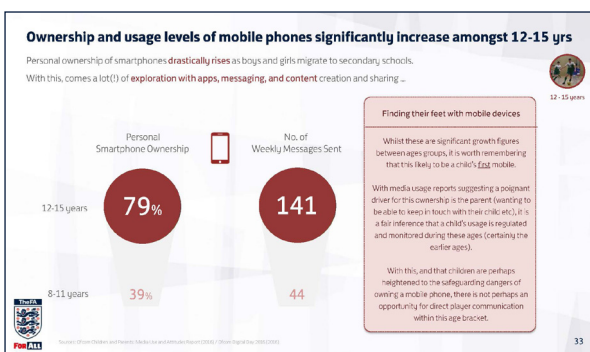 Ownership and usage levels of mobile phones significantly increase amongst 12-15 yrs
Personal ownership of smartphones drastically rises as boys and girls migrate to secondary schools.
With this, comes a lot(!) of exploration with apps, messaging, and content creation and sharing ...
12 - 15 years
Personal
Smartphone Ownership
No. of
Weekly Messages Sent
12-15 years
79%
141
8-11 years
39%
44
Finding their feet with mobile devices
Whilst these are significant growth figures
between ages groups, it is worth remembering
that this likely to be a child's first mobile.
With media usage reports suggesting a poignant
driver for this ownership is the parent (wanting to
be able to keep in touch with their child etc), it is
a fair inference that a child's usage is regulated
and monitored during these ages (certainly the
earlier ages).
With this, and that children are perhaps
heightened to the safeguarding dangers of
owning a mobile phone, there is not perhaps an
opportunity for direct player communication
within this age bracket.
TheFA
FOR ALL
33